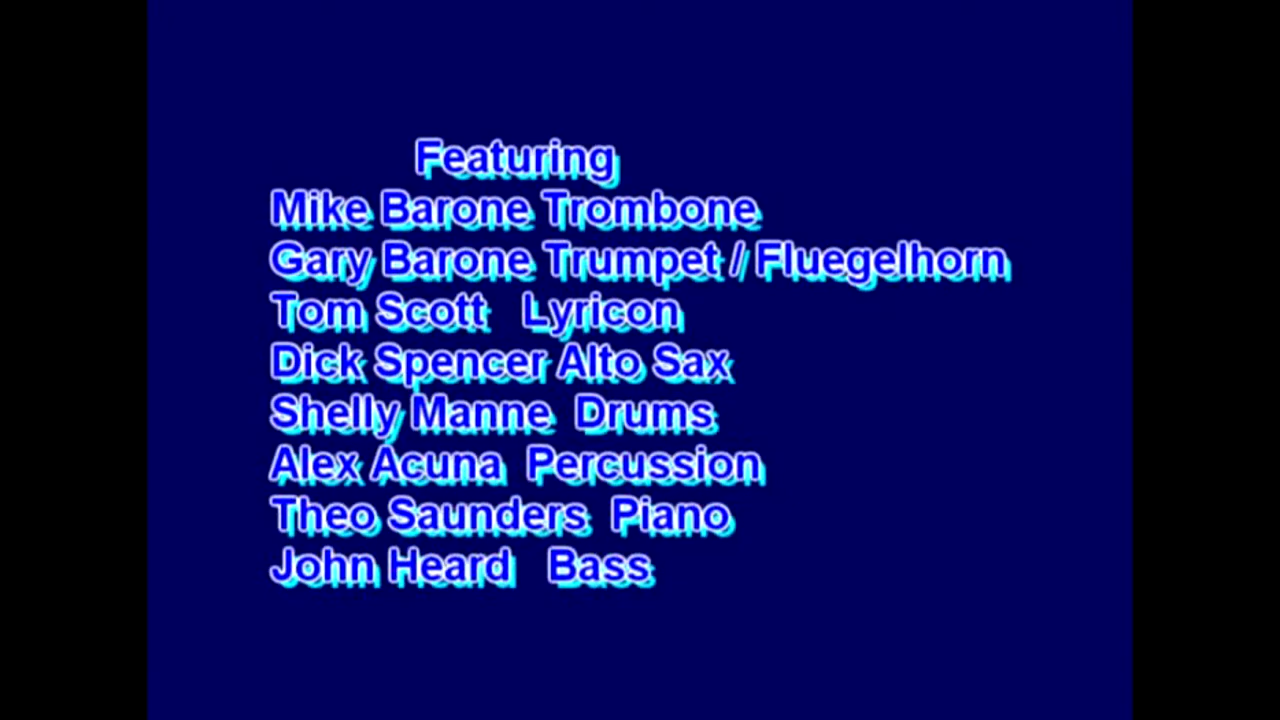 Featuring
Mike Barone Trombone
Gary Barone Trumpet / Fluegelhorn
Tom Scott Lyricon
Dick Spencer Alto Sax
Shelly Manne Drums
Alex Acuna Percussion
Theo Saunders Piano
John Heard Bass